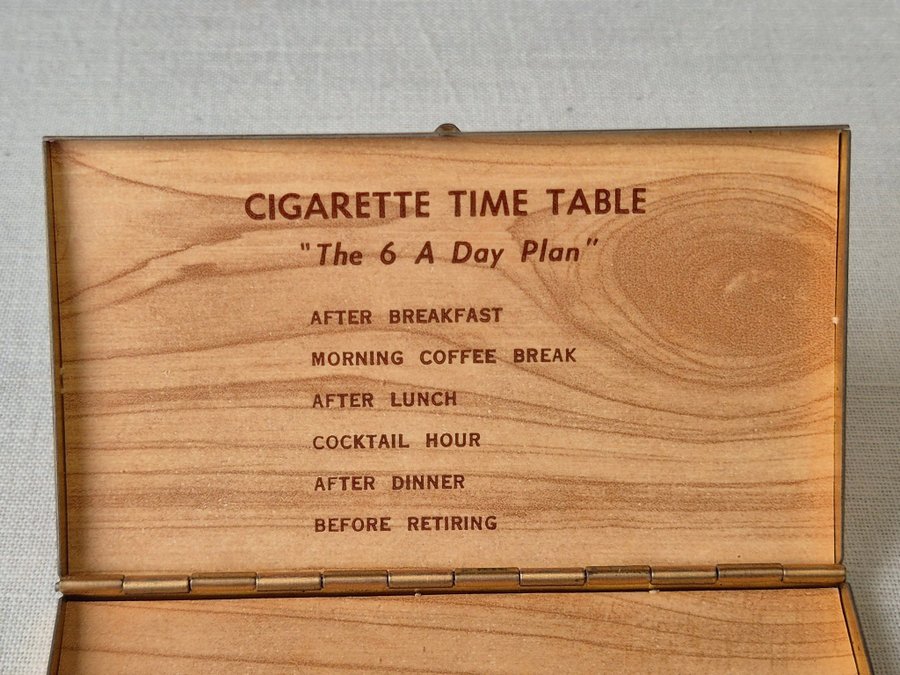 CIGARETTE TIME TABLE
"The 6 A Day Plan"
AFTER BREAKFAST
MORNING COFFEE BREAK
AFTER LUNCH
COCKTAIL HOUR
AFTER DINNER
BEFORE RETIRING